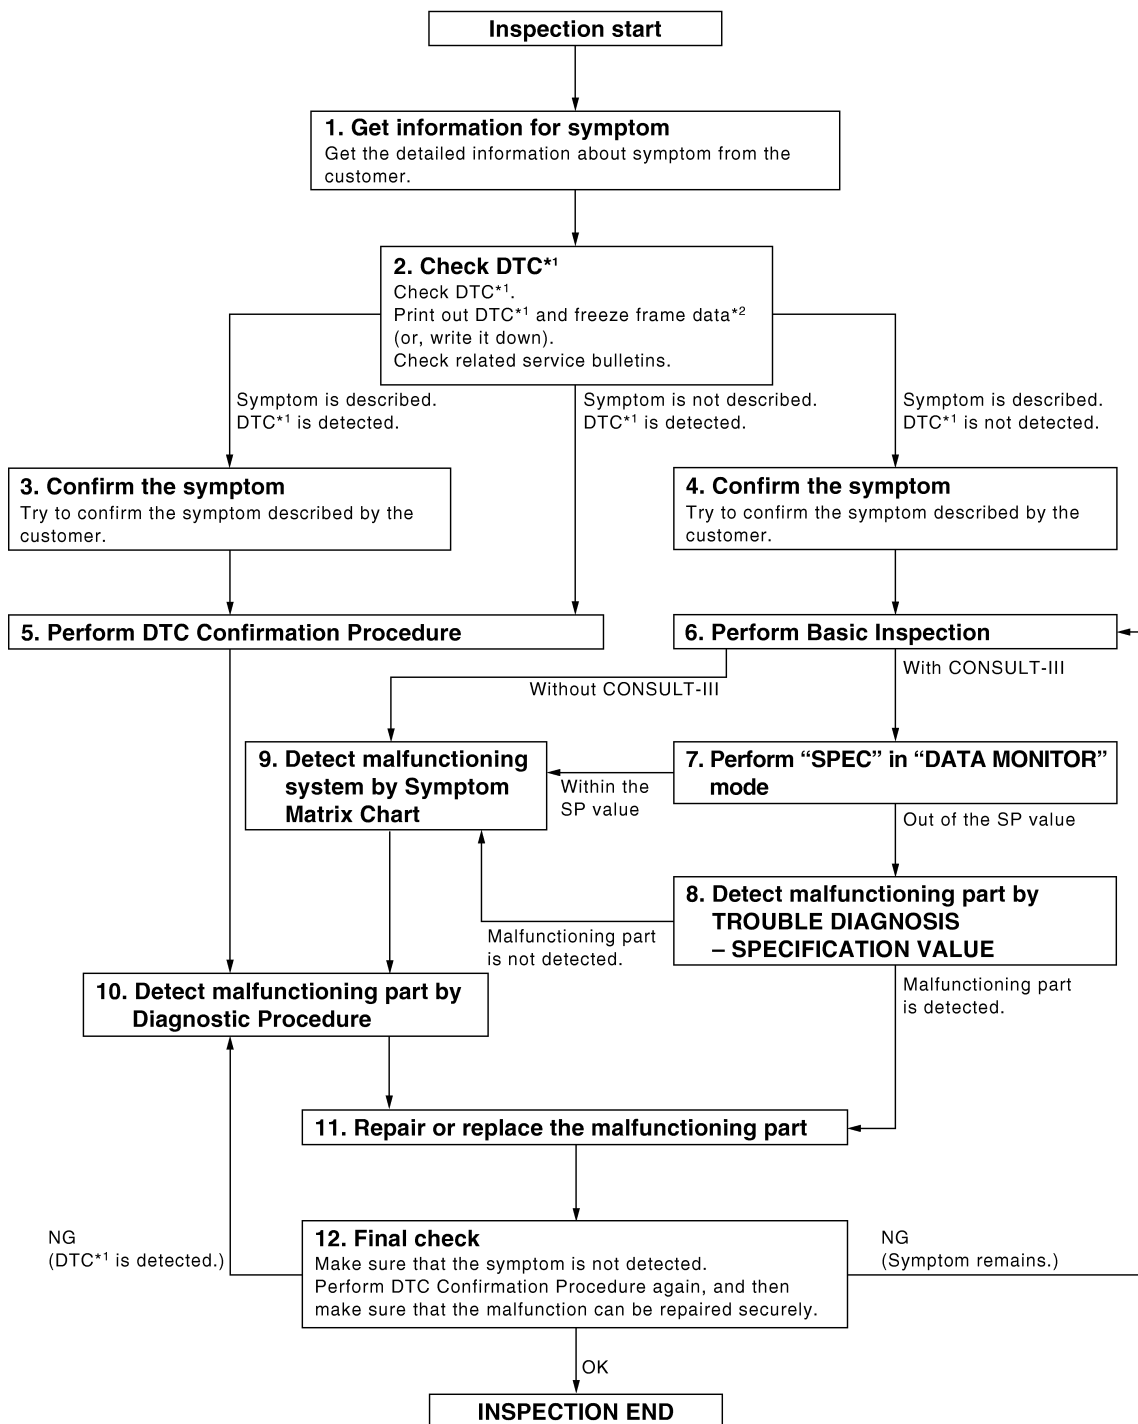 Inspection start
1. Get information for symptom
Get the detailed information about symptom from the
customer.
2. Check DTC*1
Check DTC*1.
Print out DTC*1 and freeze frame data*2
(or, write it down).
Check related service bulletins.
Symptom is described.
DTC*1 is detected.
Symptom is not described.
DTC*1 is detected.
Symptom is described.
DTC*1 is not detected.
3. Confirm the symptom
Try to confirm the symptom described by the
customer.
4. Confirm the symptom
Try to confirm the symptom described by the
customer.
5. Perform DTC Confirmation Procedure
6. Perform Basic Inspection
Without CONSULT-III
With CONSULT-III
9. Detect malfunctioning
system by Symptom
Matrix Chart
Within the
SP value
7. Perform “SPEC” in “DATA MONITOR”
mode
Out of the SP value
8. Detect malfunctioning part by
TROUBLE DIAGNOSIS
– SPECIFICATION VALUE
Malfunctioning part
is not detected.
Malfunctioning part
is detected.
10. Detect malfunctioning part by
Diagnostic Procedure
11. Repair or replace the malfunctioning part
NG
(DTC*1 is detected.)
12. Final check
Make sure that the symptom is not detected.
Perform DTC Confirmation Procedure again, and then
make sure that the malfunction can be repaired securely.
NG
(Symptom remains.)
OK
INSPECTION END